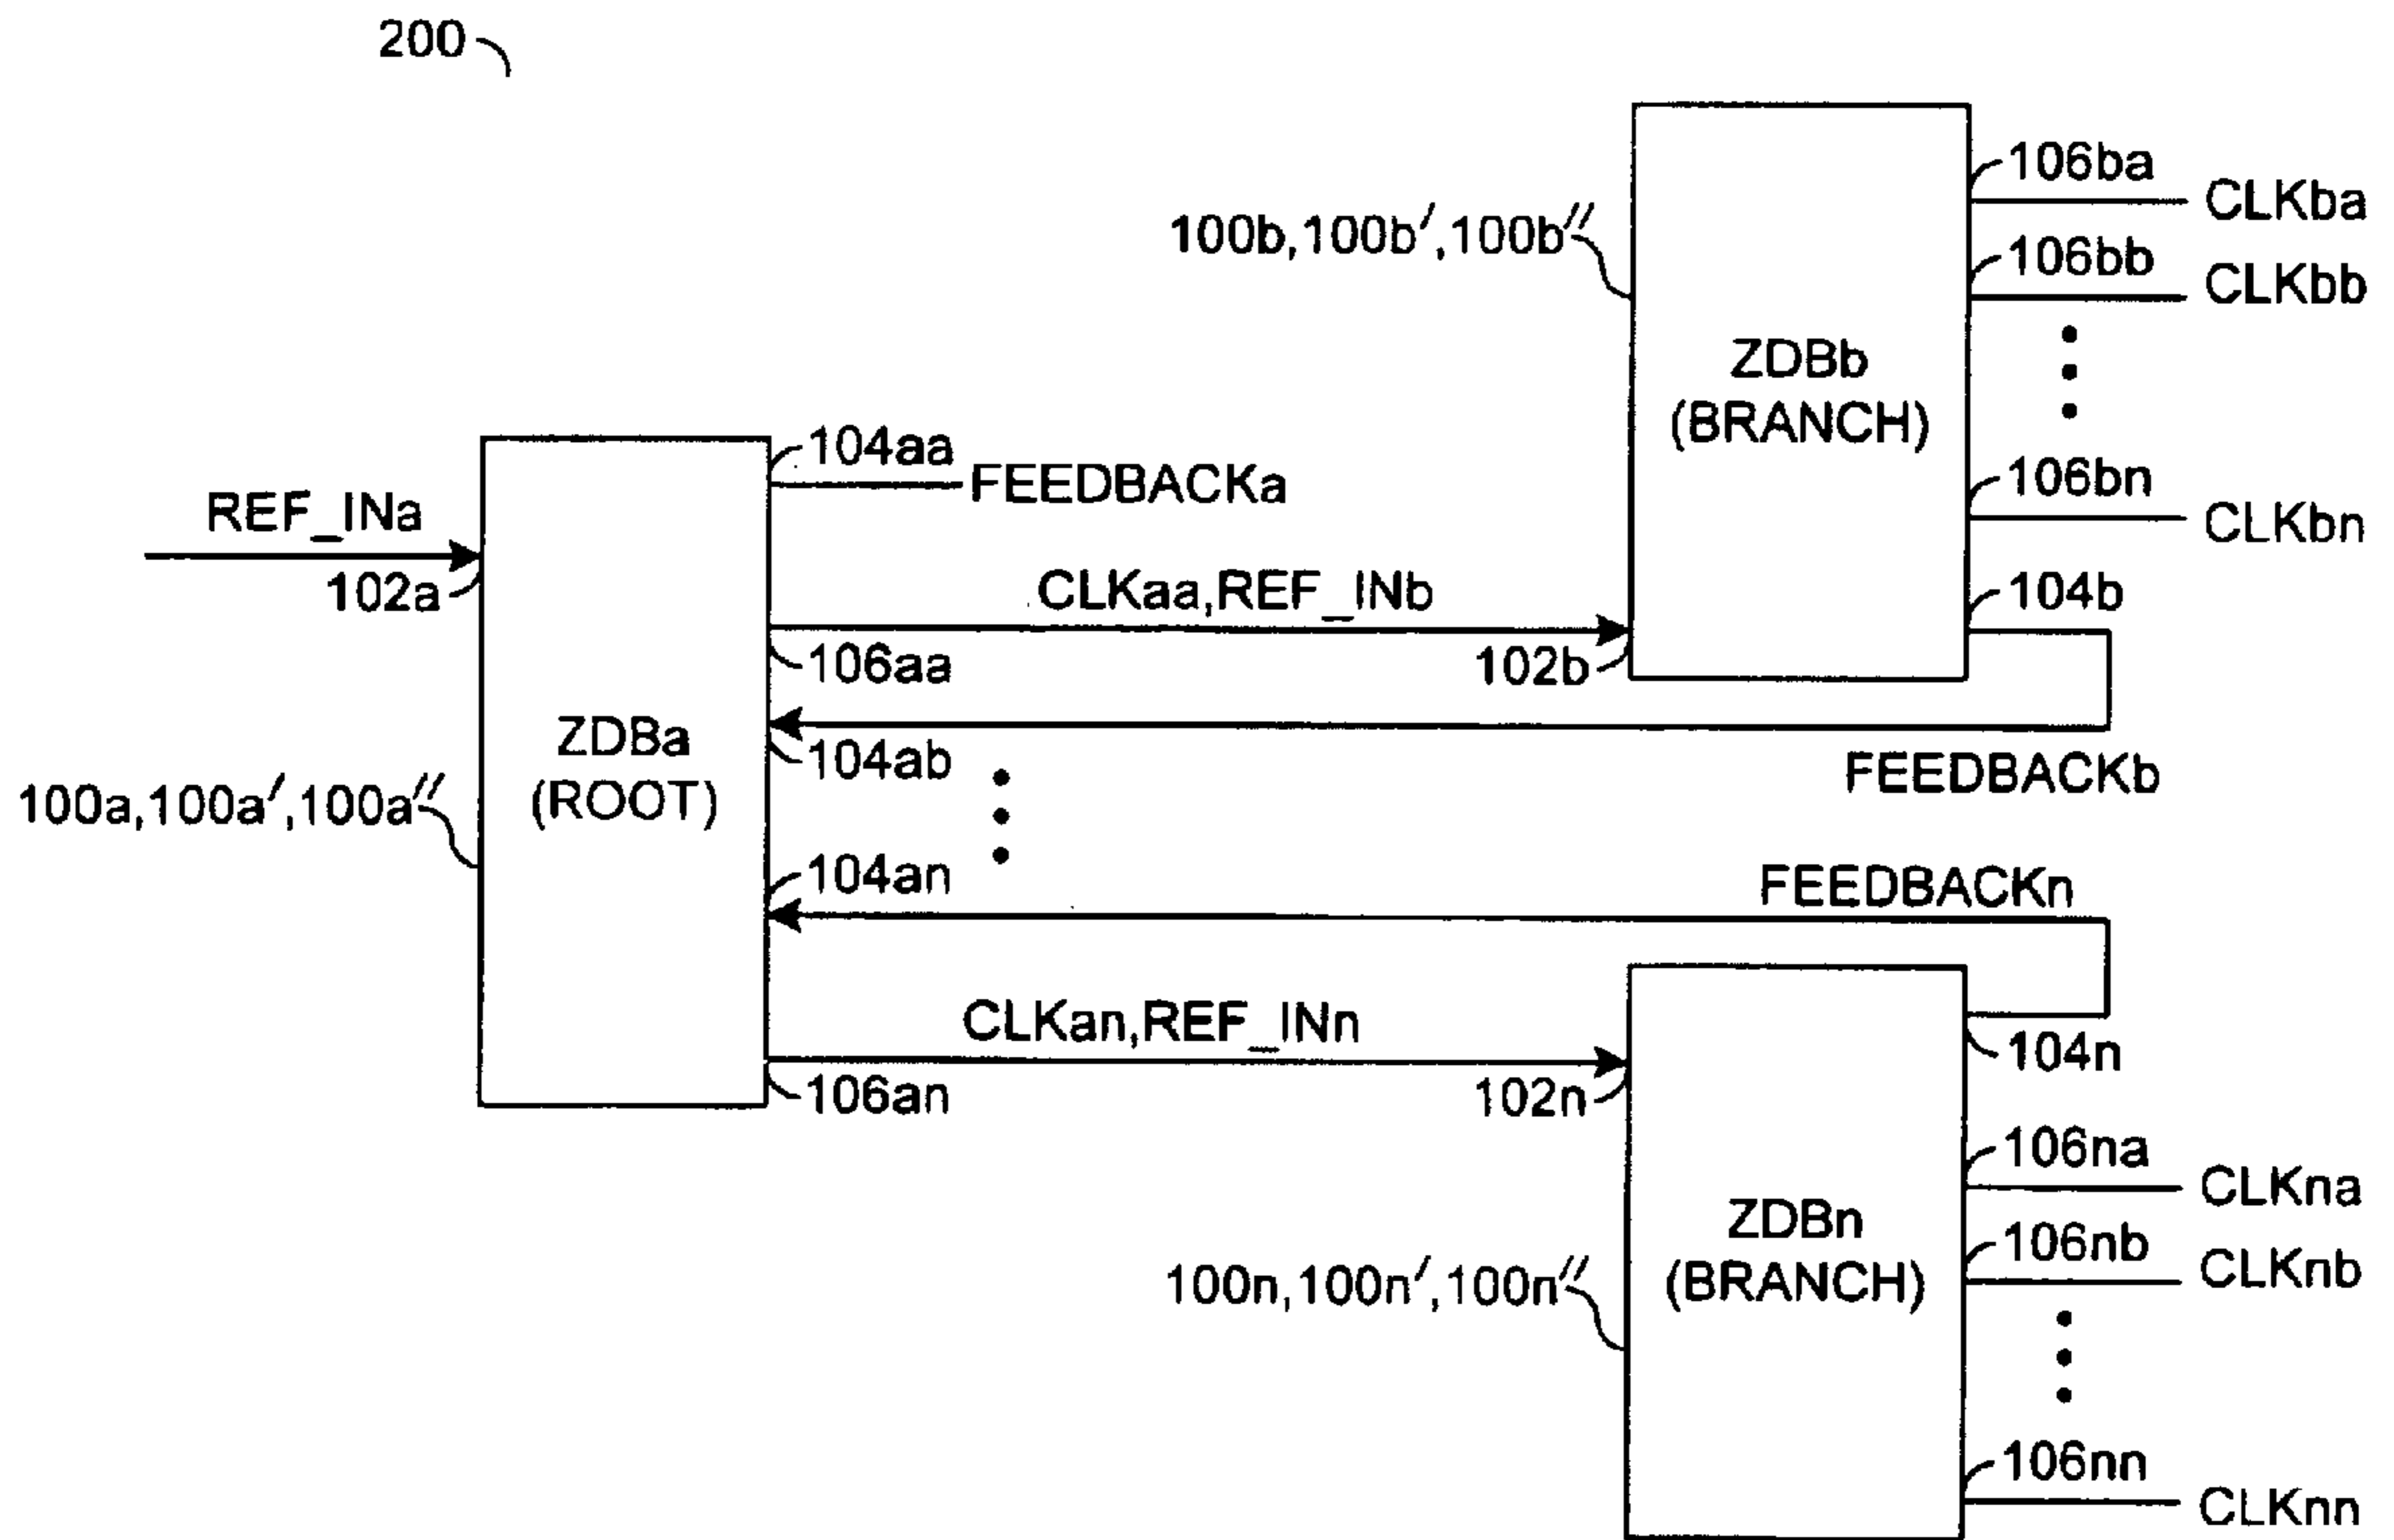 200
106ba
CLKba
100b,100b′,100b″
106bb
CLKbb
ZDBb
(BRANCH)
104aa
FEEDBACKa
106bn
CLKbn
REF_INa
102a
CLKaa,REF_INb
104b
106aa
102b
ZDBa
(ROOT)
104ab
FEEDBACKb
100a,100a′,100a″
104an
FEEDBACKn
CLKan,REF_INn
104n
106an
102n
106na
CLKna
ZDBn
(BRANCH)
106nb
CLKnb
100n,100n′,100n″
106nn
CLKnn